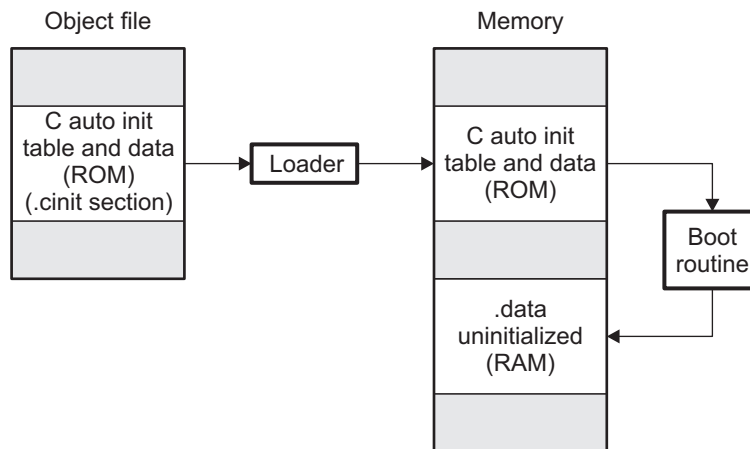 Object file
Memory
C auto init
table and data
(ROM)
(.cinit section)
Loader
C auto init
table and data
(ROM)
Boot
routine
.data
uninitialized
(RAM)